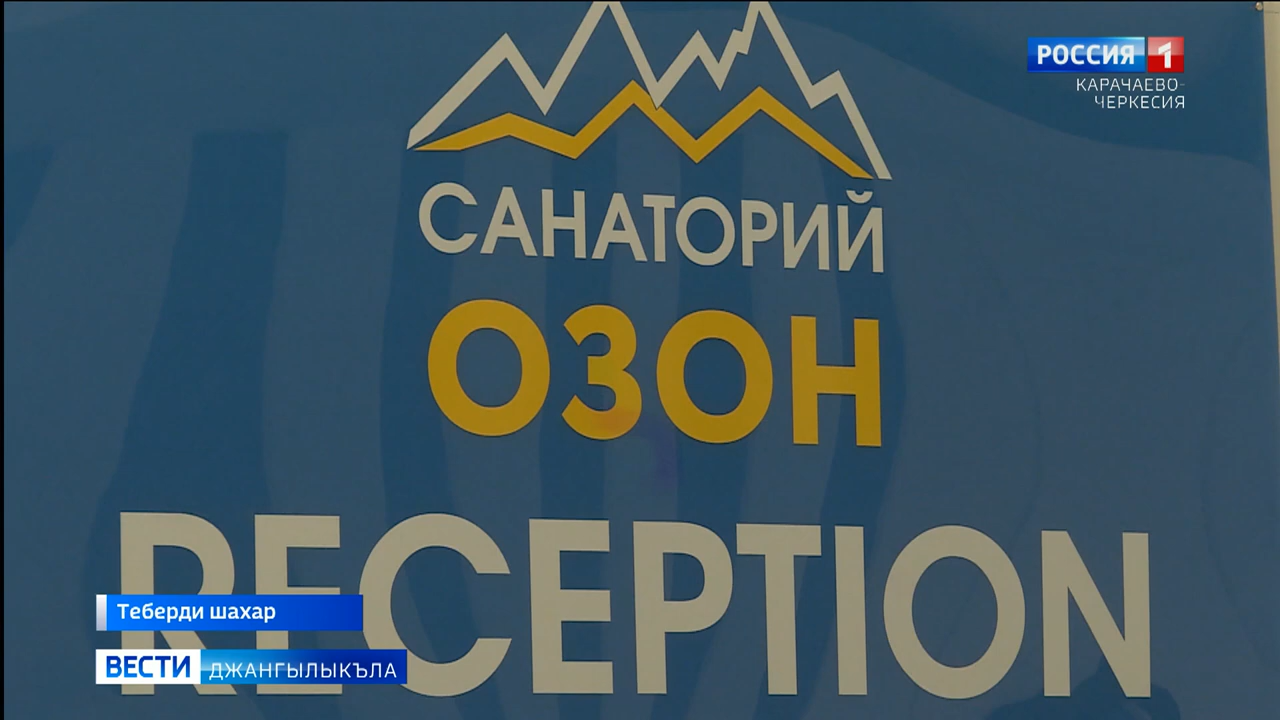 РОССИЯ 1
КАРАЧАЕВО-
ЧЕРКЕСИЯ
САНАТОРИЙ
ОЗОН
RECEPTION
Теберди шахар
ВЕСТИ ДЖАНГЫЛЫКЪЛА